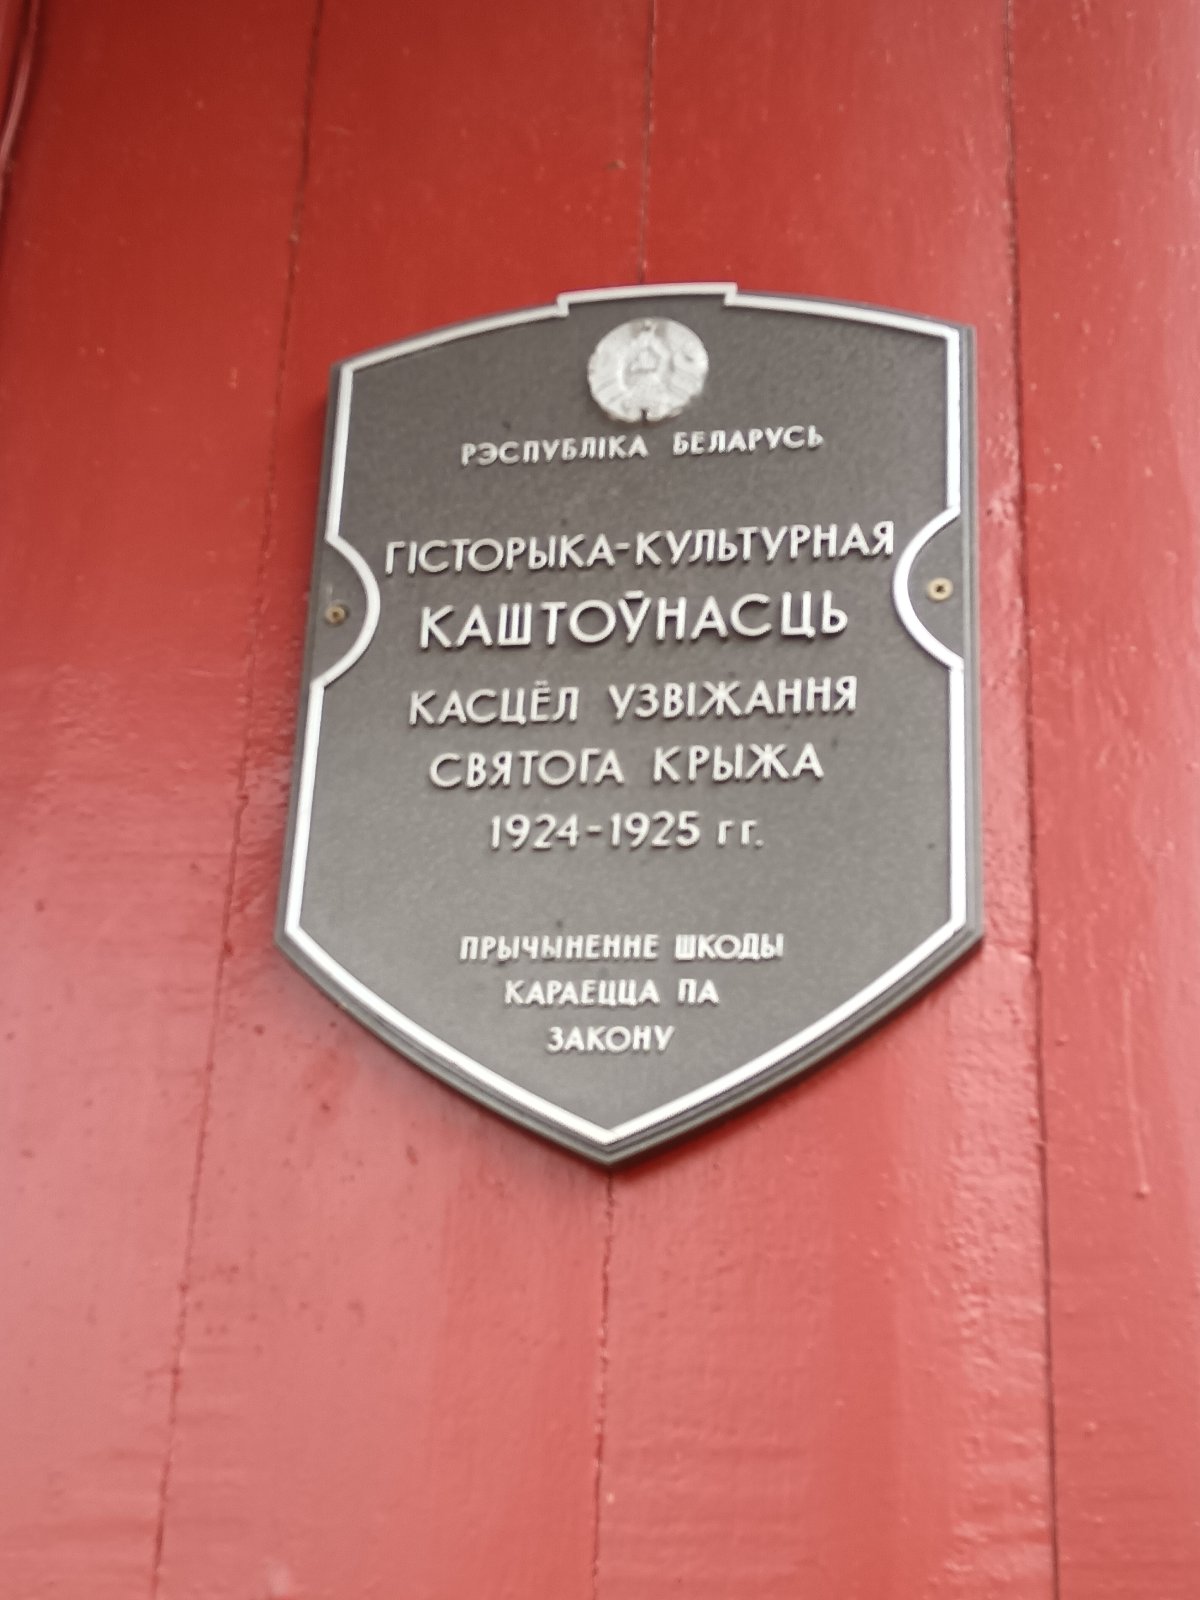 РЭСПУБЛІКА БЕЛАРУСЬ
ГІСТОРЫКА-КУЛЬТУРНАЯ
КАШТОЎНАСЦЬ
КАСЦЁЛ УЗВІЖАННЯ
СВЯТОГА КРЫЖА
1924-1925 гг.
ПРЫЧЫНЕННЕ ШКОДЫ
КАРАЕЦЦА ПА
ЗАКОНУ